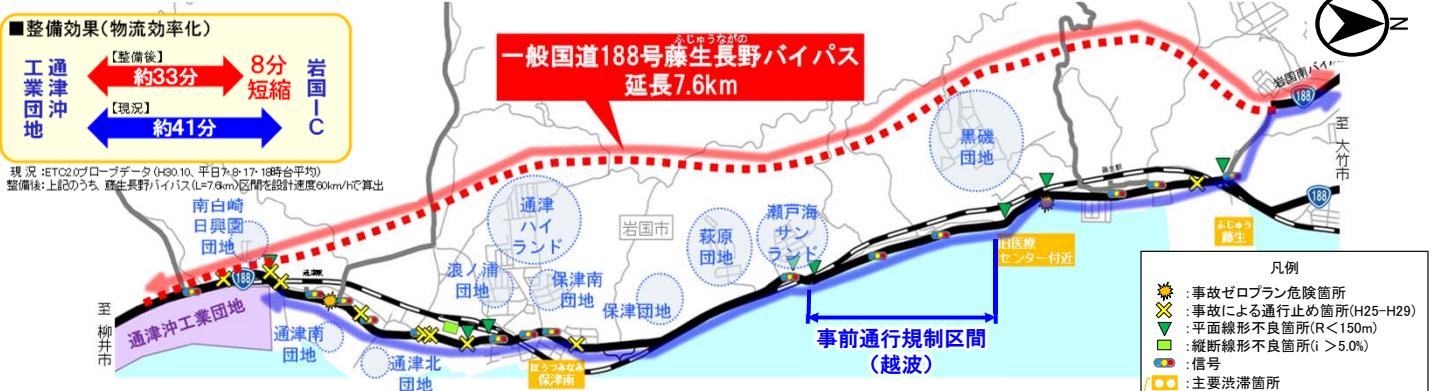 ■整備効果(物流効率化)
通津沖
工業団地
【整備後】
約33分
8分
短縮
【現況】
約41分
岩国IC
現 況:ETC2.0プローブデータ(H30.10、平日7・8・17・18時台平均)
整備後:上記のうち、藤生長野バイパス(L=7.6km)区間を設計速度60km/hで算出
ふじゅうながの
一般国道188号藤生長野バイパス
延長7.6km
N
岩国南バイパス
188
至 大竹市
黒磯
団地
藤生駅
188
ふじゅう
藤生
南白崎
日興園
団地
通津
ハイ
ランド
岩国市
萩原
団地
瀬戸海
サン
ランド
旧医療
センター付近
188
通津駅
浪ノ浦
団地
保津南
団地
保津団地
至 柳井市
通津沖工業団地
通津南
団地
通津北
団地
ほうづみなみ
保津南
事前通行規制区間
(越波)
凡例
:事故ゼロプラン危険箇所
:事故による通行止め箇所(H25-H29)
:平面線形不良箇所(R<150m)
:縦断線形不良箇所(i >5.0%)
:信号
:主要渋滞箇所